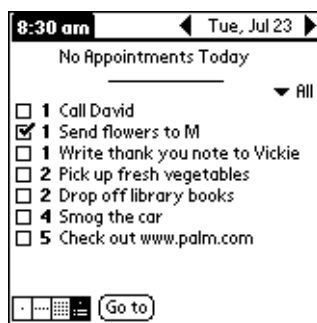 8:30 am Tue, Jul 23
No Appointments Today
All
1 Call David
1 Send flowers to M
1 Write thank you note to Vickie
2 Pick up fresh vegetables
2 Drop off library books
4 Smog the car
5 Check out www.palm.com
Go to